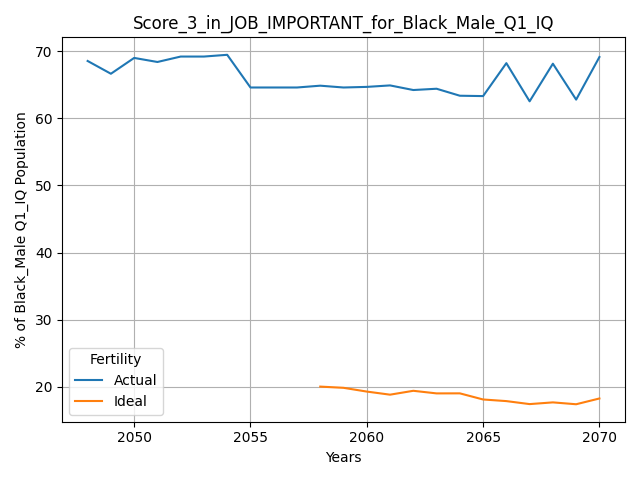 Score_3_in_JOB_IMPORTANT_for_Black_Male_Q1_IQ
% of Black_Male Q1_IQ Population
70
60
50
40
30
20
Fertility
Actual
Ideal
2050
2055
2060
2065
2070
Years